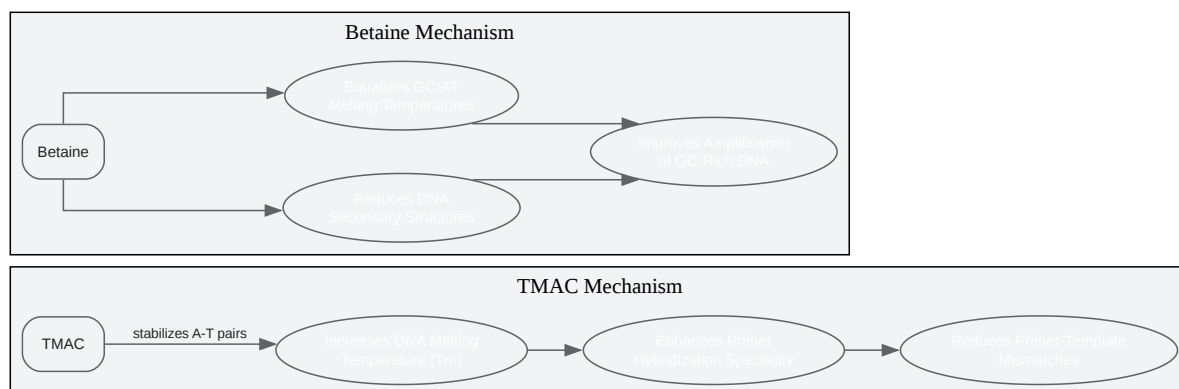 Betaine Mechanism
Betaine
Equalizes GC/AT
Melting Temperatures
Reduces DNA
Secondary Structures
Improves Amplification
of GC-Rich DNA
TMAC Mechanism
TMAC
stabilizes A-T pairs
Increases DNA Melting
Temperature (Tm)
Enhances Primer
Hybridization Specificity
Reduces Primer-Template
Mismatches